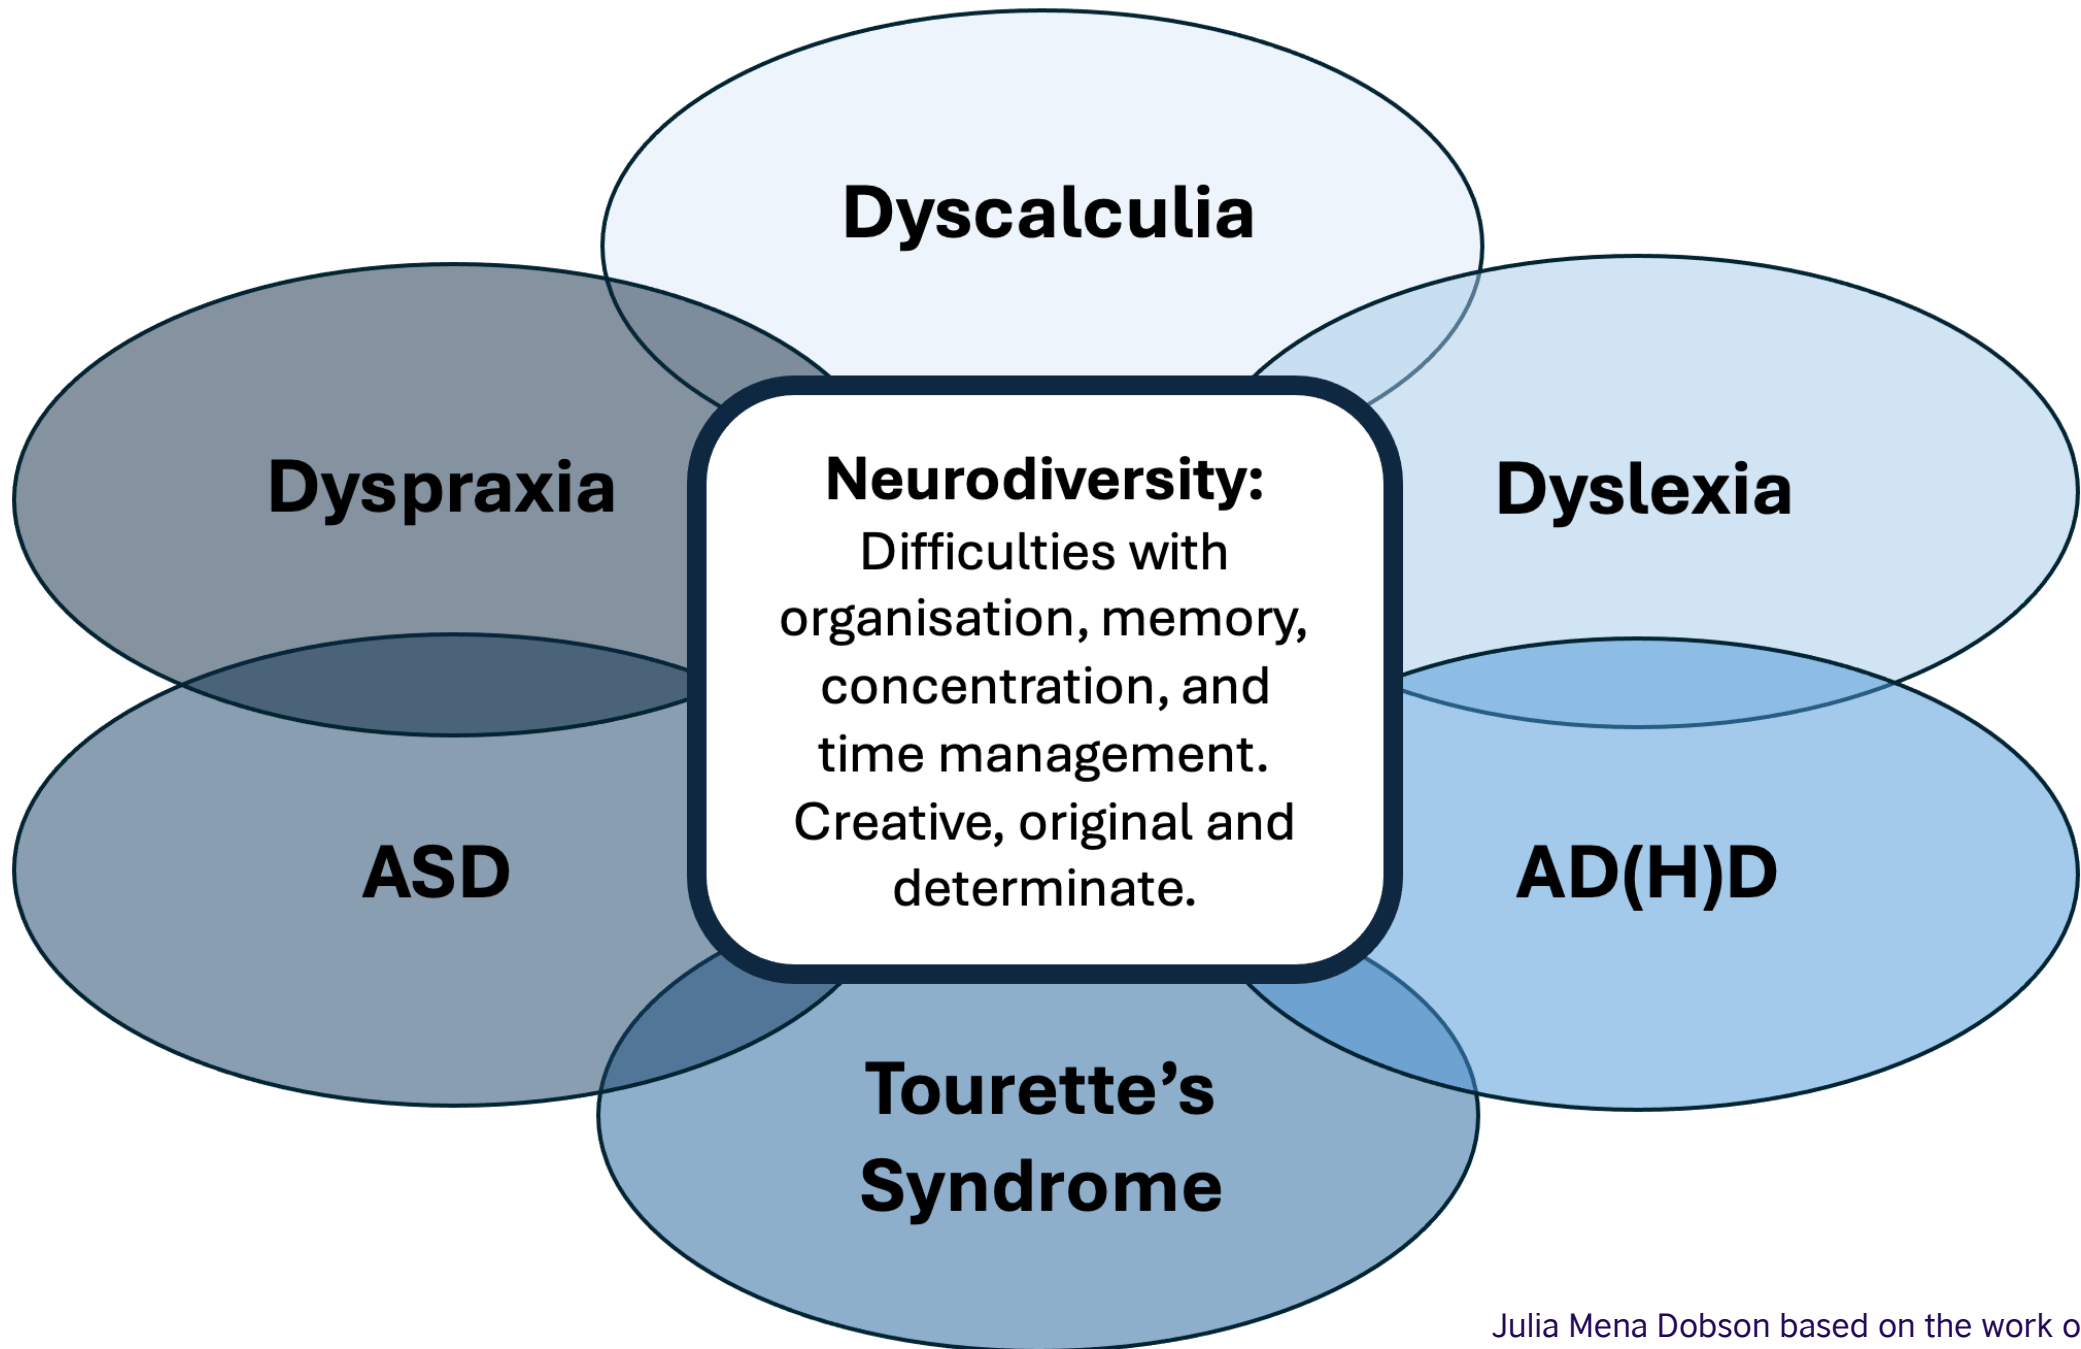 Dyscalculia
Dyspraxia
Dyslexia
Neurodiversity:
Difficulties with
organisation, memory,
concentration, and
time management.
Creative, original and
determinate.
ASD
AD(H)D
Tourette’s
Syndrome
Julia Mena Dobson based on the work o